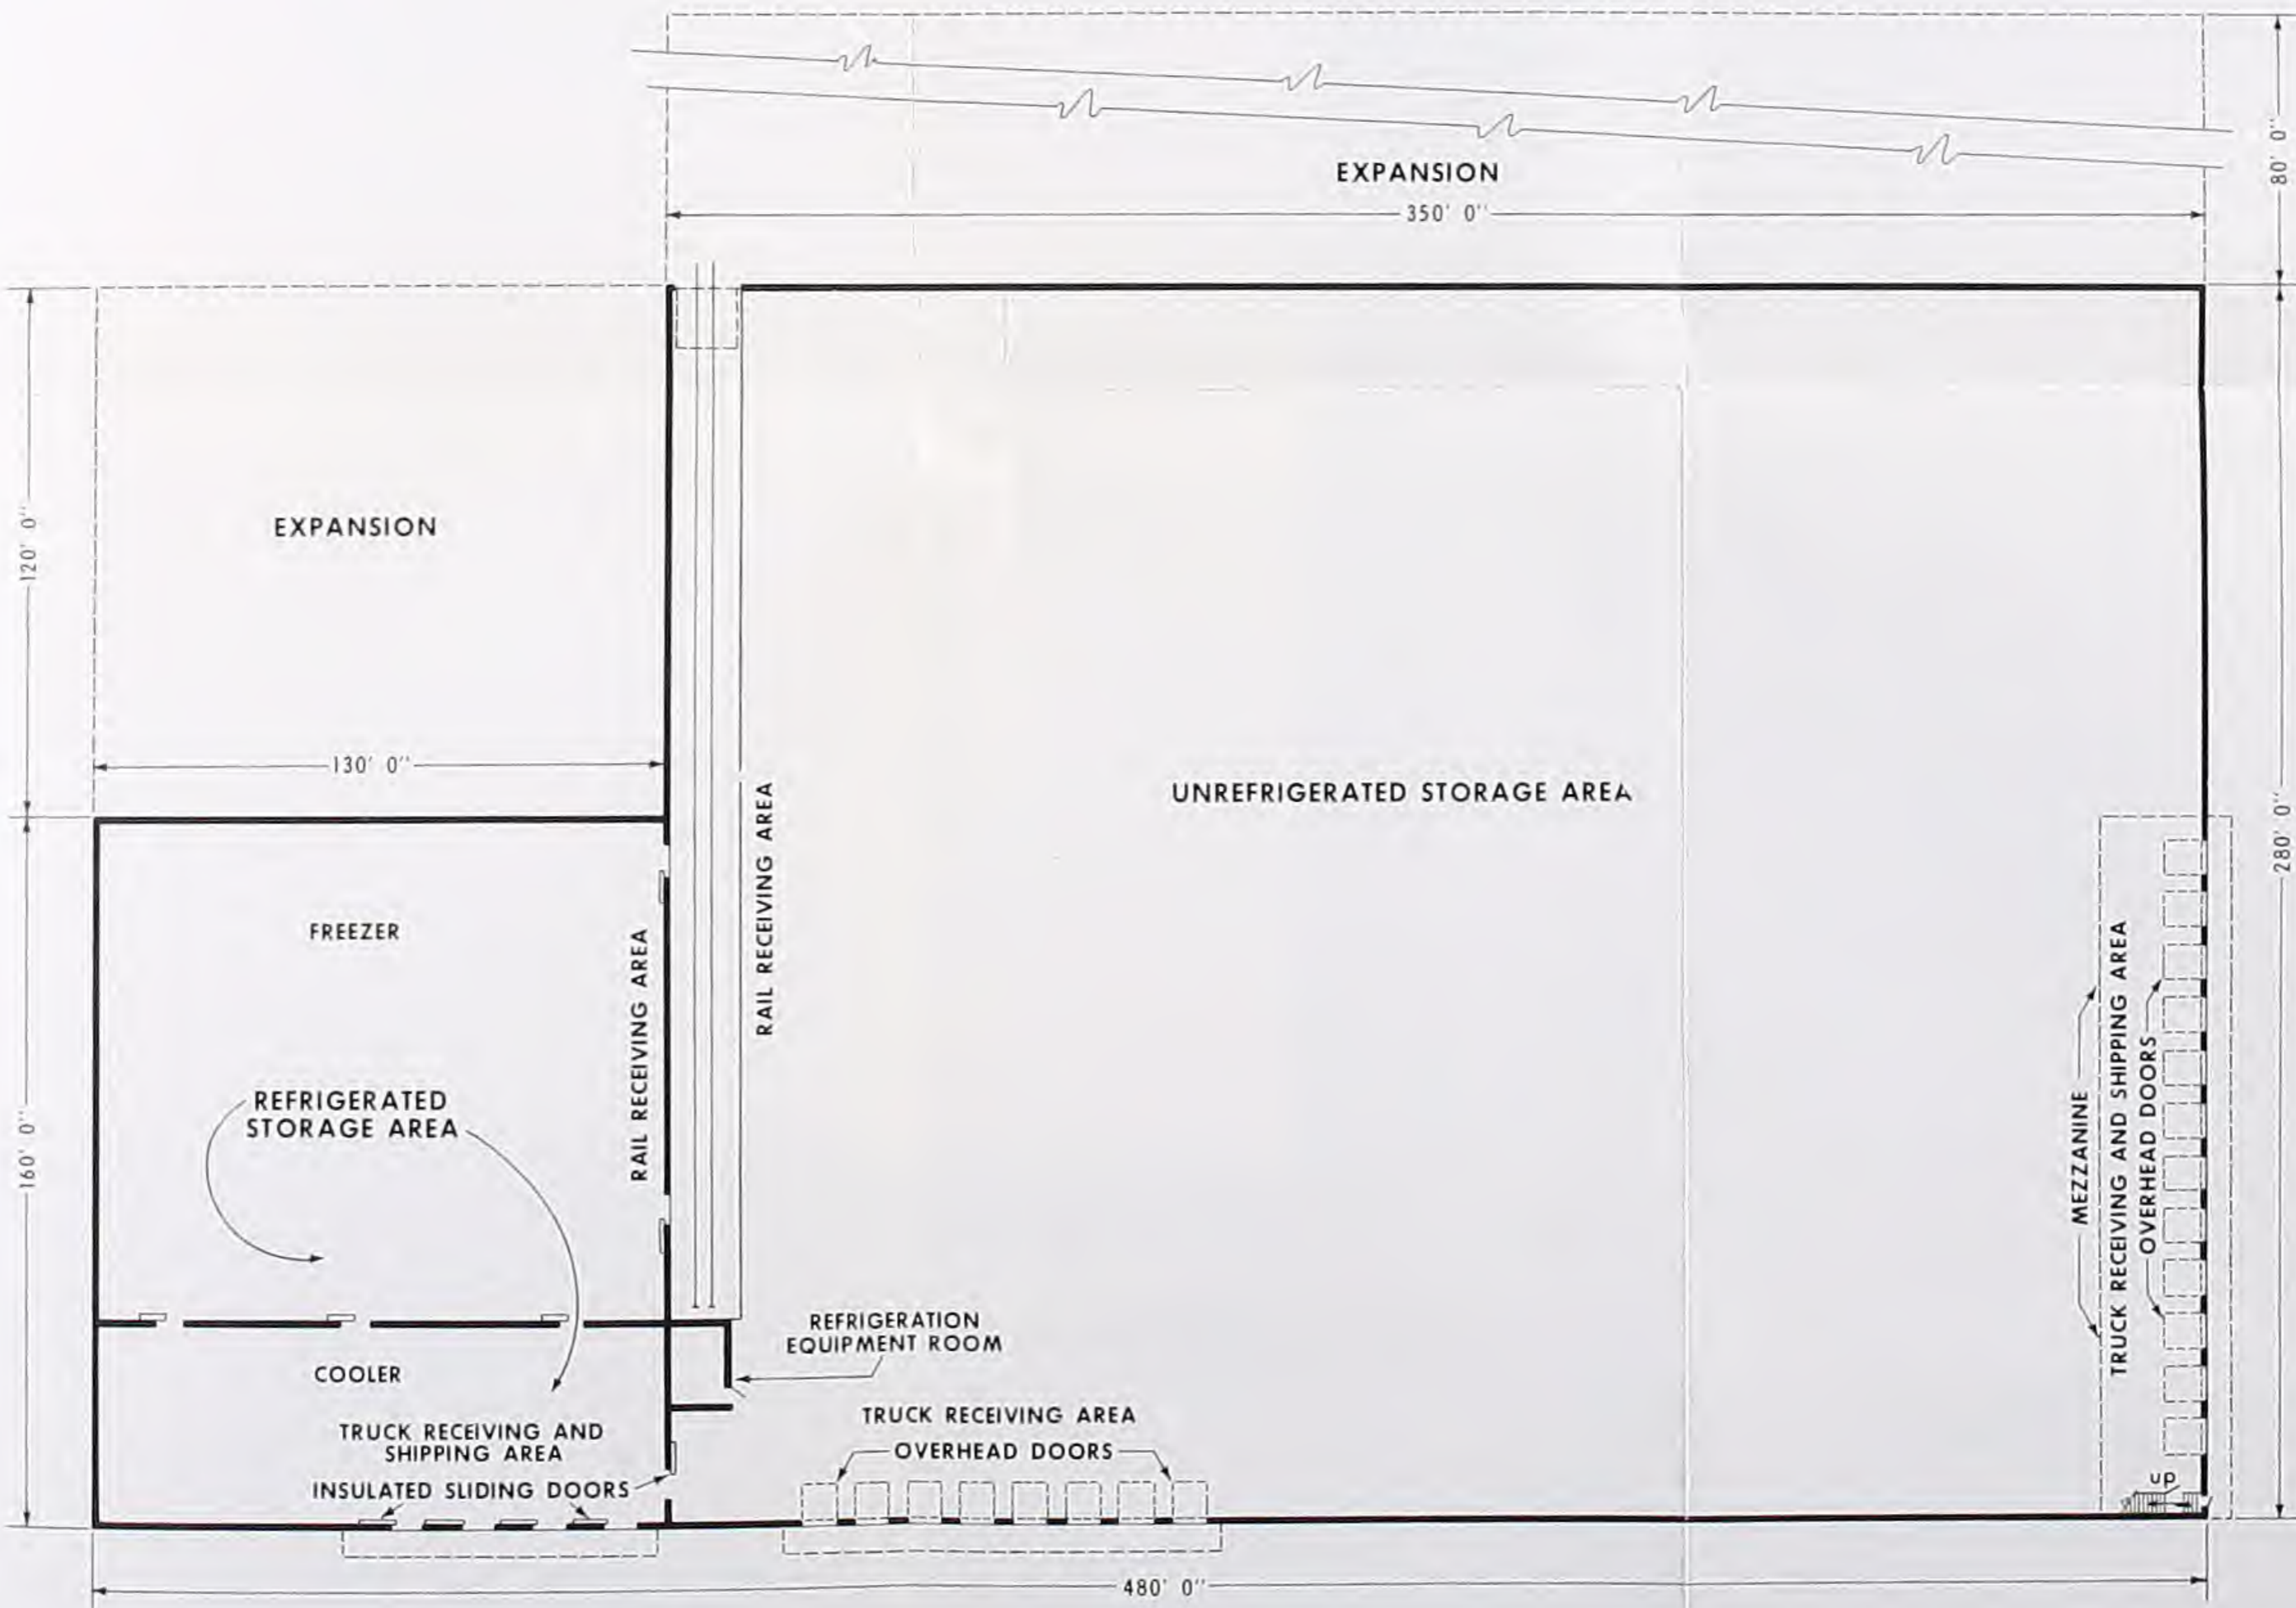 EXPANSION
350' 0"
80' 0"
EXPANSION
120' 0"
130' 0"
UNREFRIGERATED STORAGE AREA
RAIL RECEIVING AREA
280' 0"
FREEZER
RAIL RECEIVING AREA
REFRIGERATED
STORAGE AREA
160' 0"
MEZZANINE
TRUCK RECEIVING AND SHIPPING AREA
OVERHEAD DOORS
REFRIGERATION
EQUIPMENT ROOM
COOLER
TRUCK RECEIVING AND
SHIPPING AREA
INSULATED SLIDING DOORS
TRUCK RECEIVING AREA
OVERHEAD DOORS
up
480' 0"